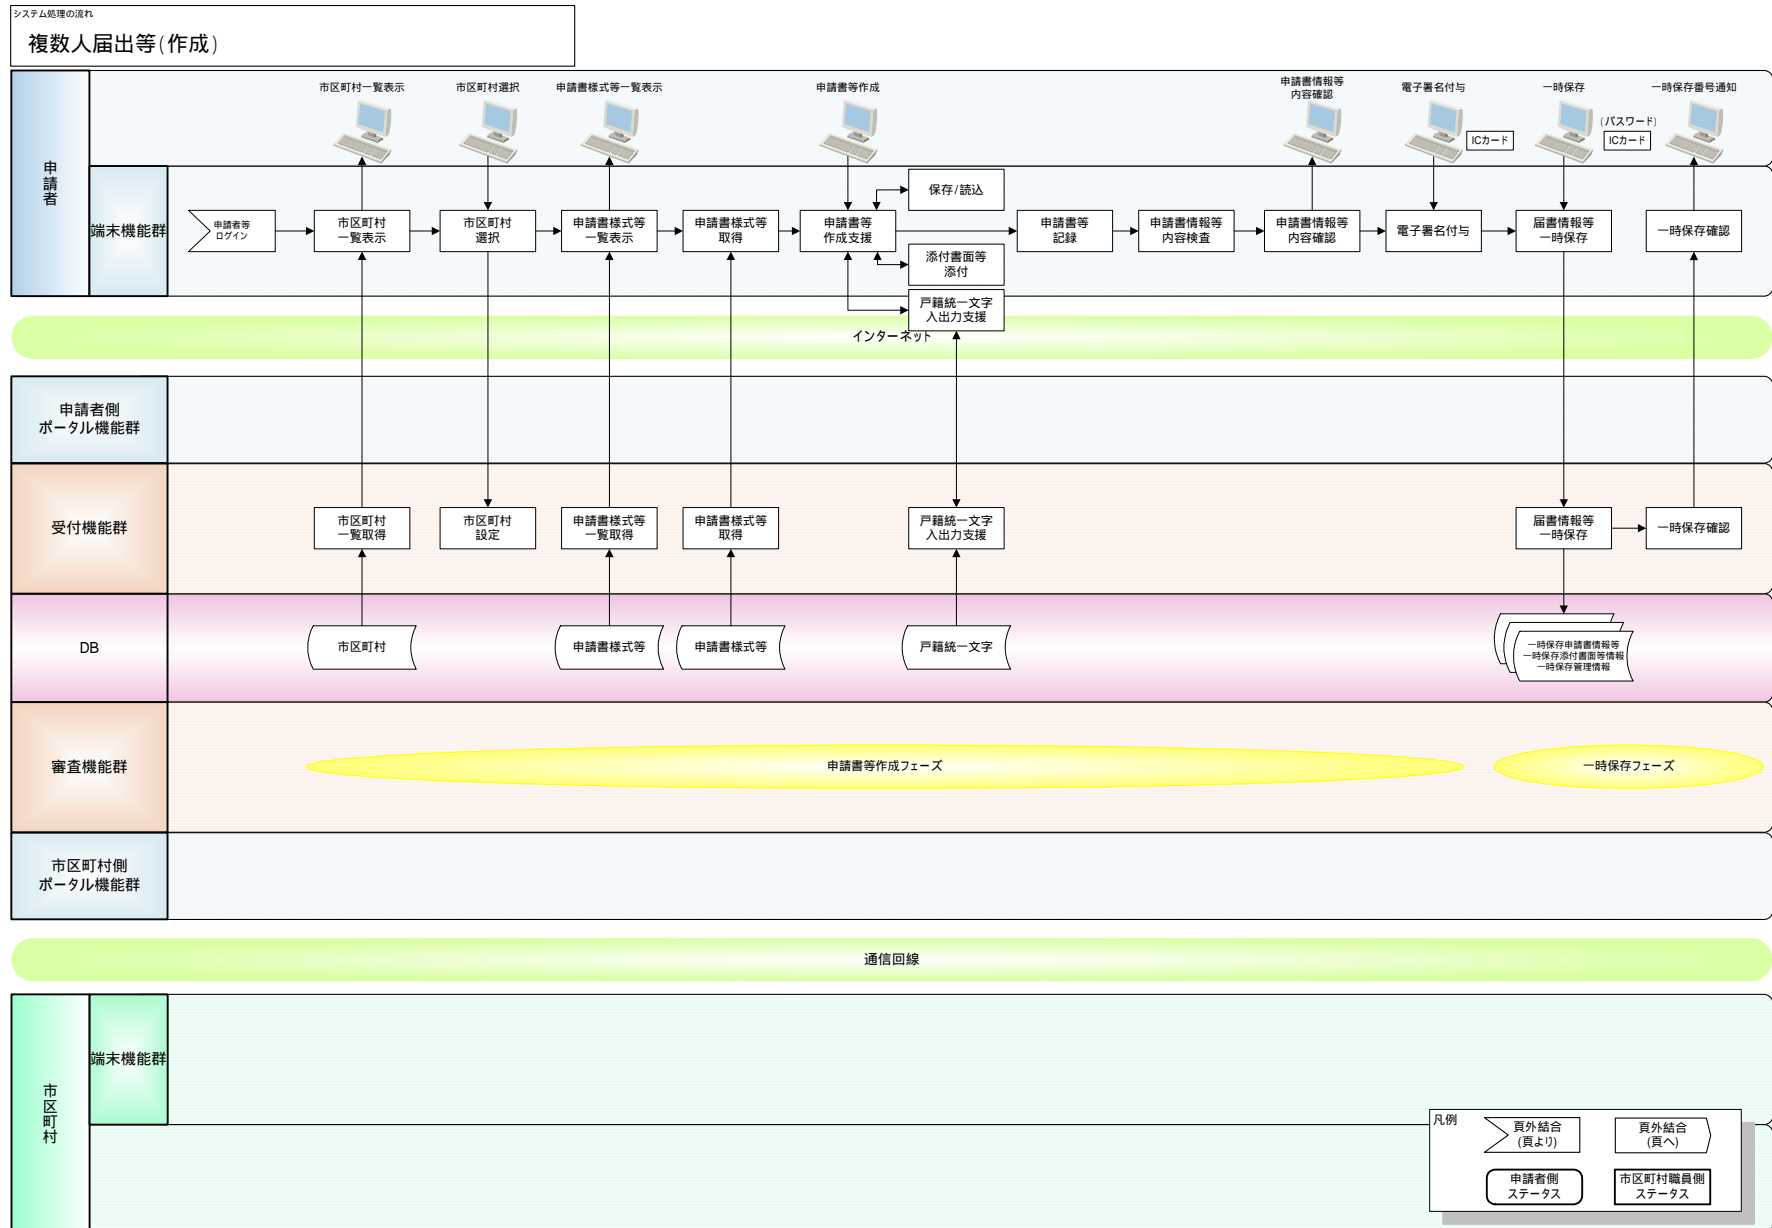 システム処理の流れ
複数人届出等(作成)
市区町村一覧表示
市区町村選択
申請書様式等一覧表示
申請書等作成
申請書情報等
内容確認
電子署名付与
ICカード
一時保存
(パスワード)
ICカード
一時保存番号通知
申請者
端末機能群
申請者等
ログイン
市区町村
一覧表示
市区町村
選択
申請書様式等
一覧表示
申請書様式等
取得
申請書等
作成支援
保存/読込
添付書面等
添付
戸籍統一文字
入出力支援
申請書等
記録
申請書情報等
内容検査
申請書情報等
内容確認
電子署名付与
届書情報等
一時保存
一時保存確認
インターネット
申請者側
ポータル機能群
受付機能群
市区町村
一覧取得
市区町村
設定
申請書様式等
一覧取得
申請書様式等
取得
戸籍統一文字
入出力支援
届書情報等
一時保存
一時保存確認
DB
市区町村
申請書様式等
申請書様式等
戸籍統一文字
一時保存申請書情報等
一時保存添付書面等情報
一時保存管理情報
審査機能群
申請書等作成フェーズ
一時保存フェーズ
市区町村側
ポータル機能群
通信回線
市区町村
端末機能群
凡例
頁外結合
(頁より)
頁外結合
(頁へ)
申請者側
ステータス
市区町村職員側
ステータス